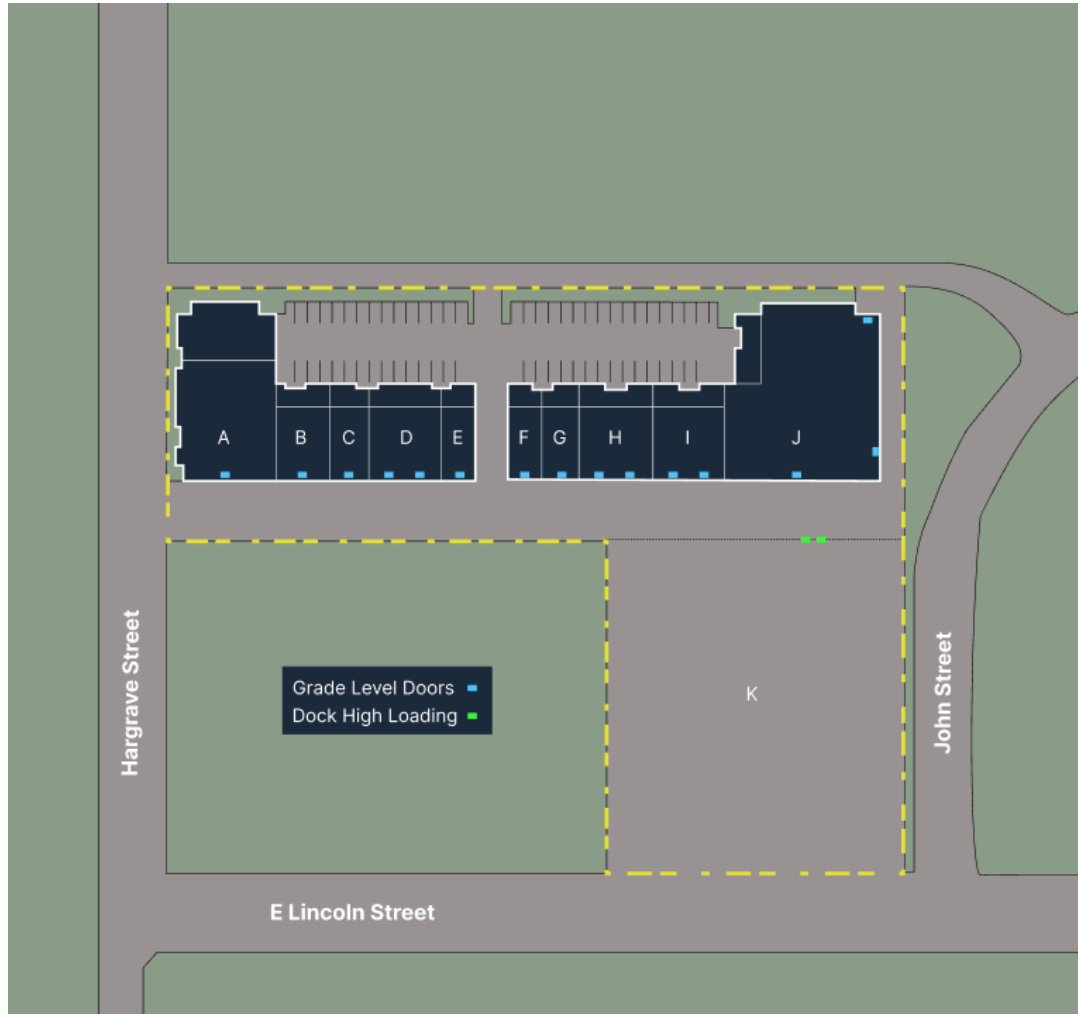 A
B
C
D
E
F
G
H
I
J
Hargrave Street
Grade Level Doors
Dock High Loading
K
John Street
E Lincoln Street